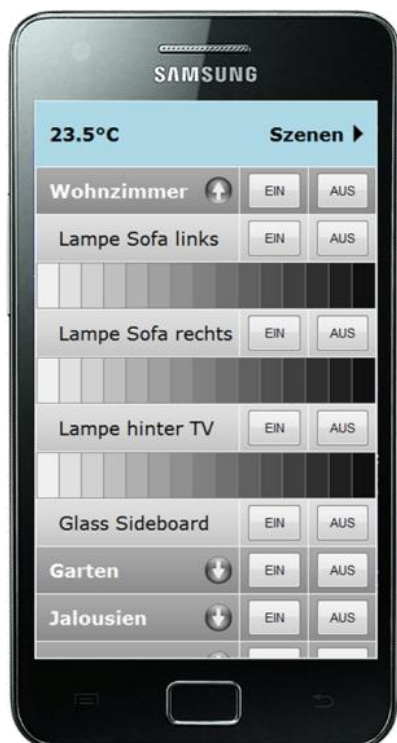 SAMSUNG
23.5°C Szenen
Wohnzimmer EIN AUS
Lampe Sofa links EIN AUS
Lampe Sofa rechts EIN AUS
Lampe hinter TV EIN AUS
Glass Sideboard EIN AUS
Garten EIN AUS
Jalousien EIN AUS